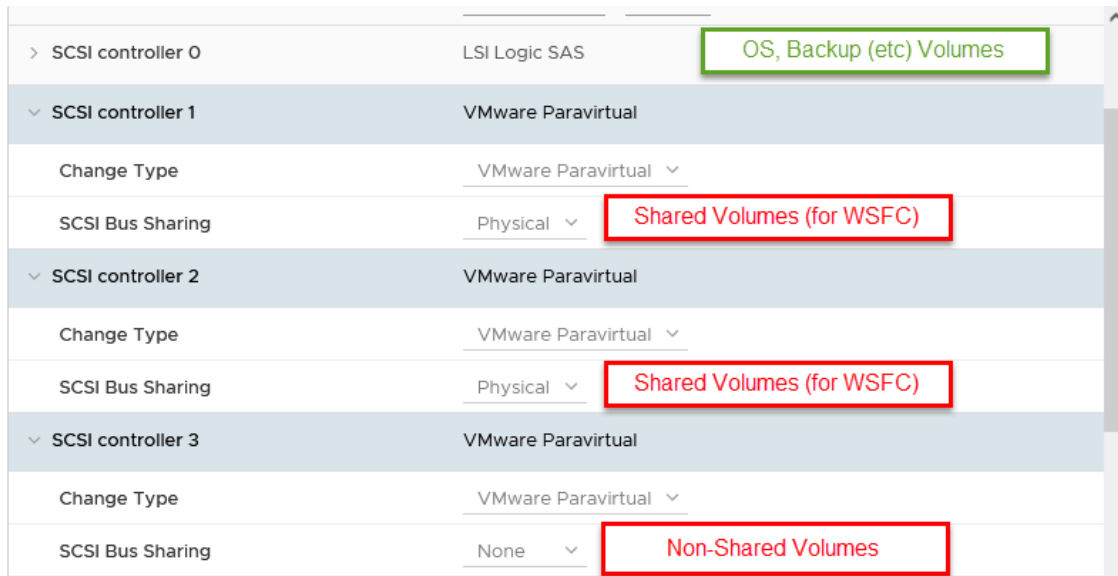 SCSI controller 0 LSI Logic SAS OS, Backup (etc) Volumes
SCSI controller 1 VMware Paravirtual
Change Type VMware Paravirtual
SCSI Bus Sharing Physical Shared Volumes (for WSFC)
SCSI controller 2 VMware Paravirtual
Change Type VMware Paravirtual
SCSI Bus Sharing Physical Shared Volumes (for WSFC)
SCSI controller 3 VMware Paravirtual
Change Type VMware Paravirtual
SCSI Bus Sharing None Non-Shared Volumes